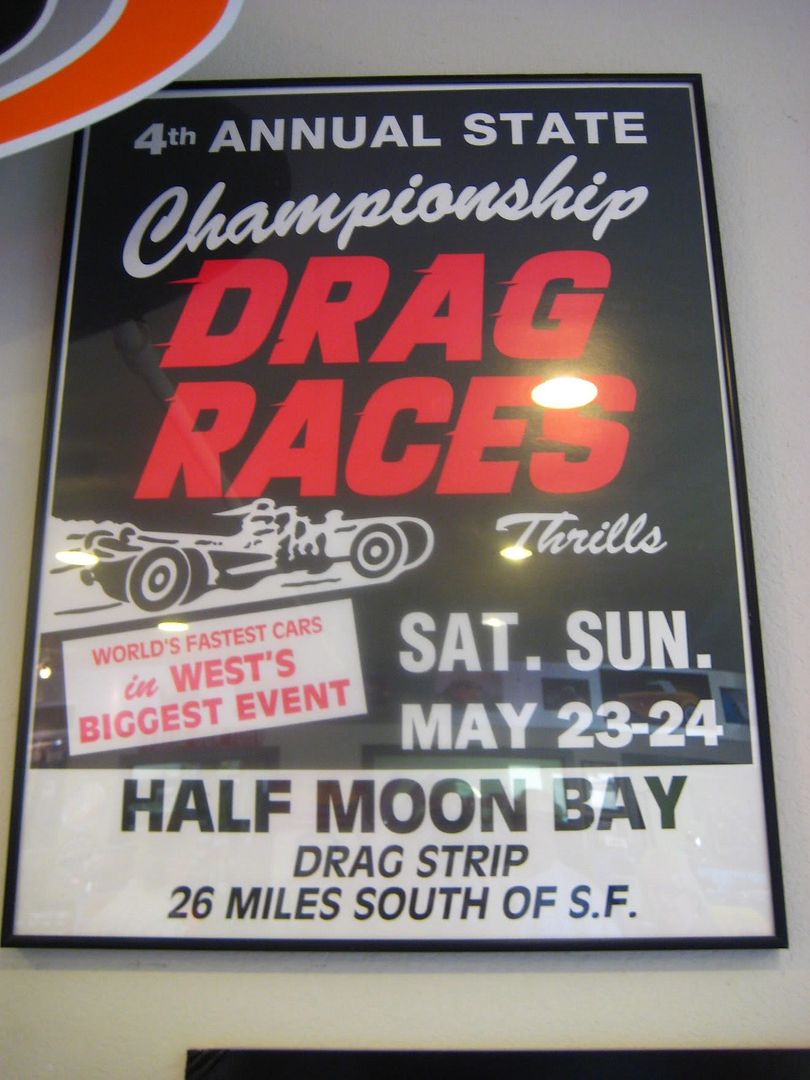 4th ANNUAL STATE
Championship
DRAG
RACES
Thrills
WORLD'S FASTEST CARS
in WEST'S
BIGGEST EVENT
SAT. SUN.
MAY 23-24
HALF MOON BAY
DRAG STRIP
26 MILES SOUTH OF S.F.